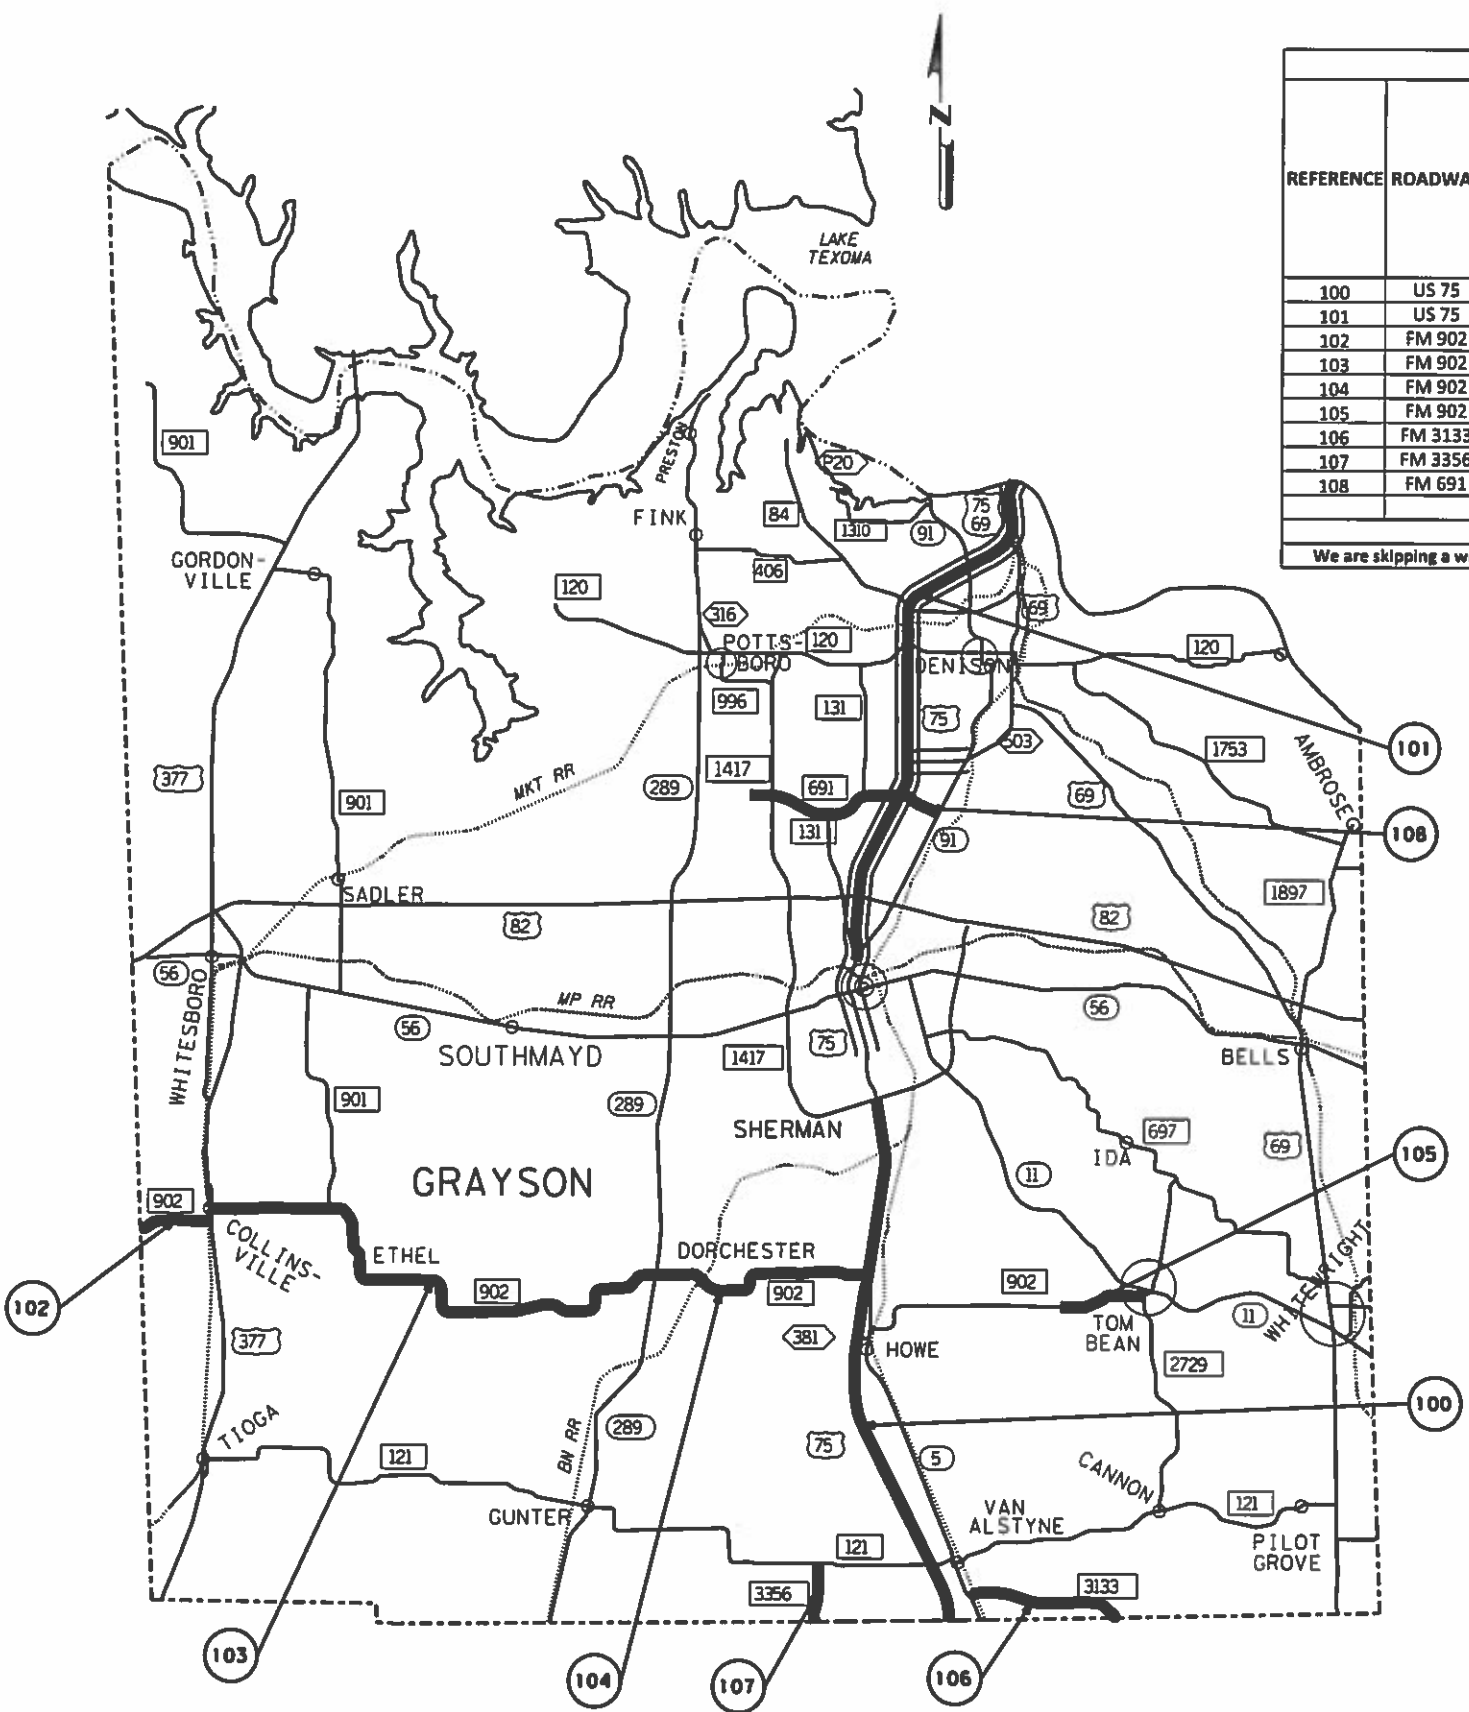 N
LAKE
TEXOMA
REFERENCE ROADWA
100 US 75
101 US 75
102 FM 902
103 FM 902
104 FM 902
105 FM 902
106 FM 3133
107 FM 3356
108 FM 691
We are skipping a w
901
PRESTON
P20
FINK
84
1310
91
75
69
GORDON-
VILLE
406
120
316
69
POTTS-
BORO
120
DENISON
120
996
131
75
503
1753
AMBROSE
101
377
MKT RR
1417
289
691
69
901
131
91
108
SADLER
1897
82
82
56
WHITESBORO
MP RR
56
56
SOUTHMAYD
1417
75
BELLS
901
289
SHERMAN
697
IDA
69
105
GRAYSON
11
902
COLLINS-
VILLE
ETHEL
DORCHESTER
902
902
902
102
377
381
HOWE
TOM
BEAN
11
WHITEWRIGHT
2729
100
TIOGA
121
BN RR
289
75
5
CANNON
GUNTER
VAN
ALSTYNE
121
121
PILOT
GROVE
3356
3133
103
104
107
106